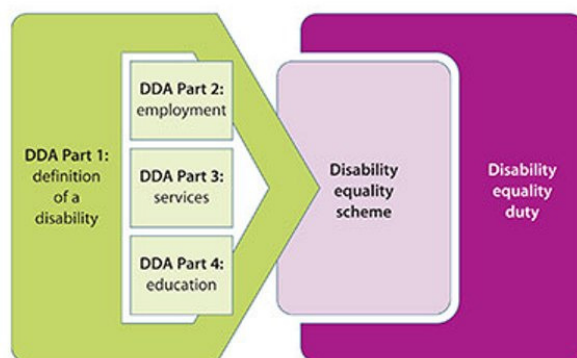 DDA Part 1:
definition
of a
disability
DDA Part 2:
employment
DDA Part 3:
services
DDA Part 4:
education
Disability
equality
scheme
Disability
equality
duty